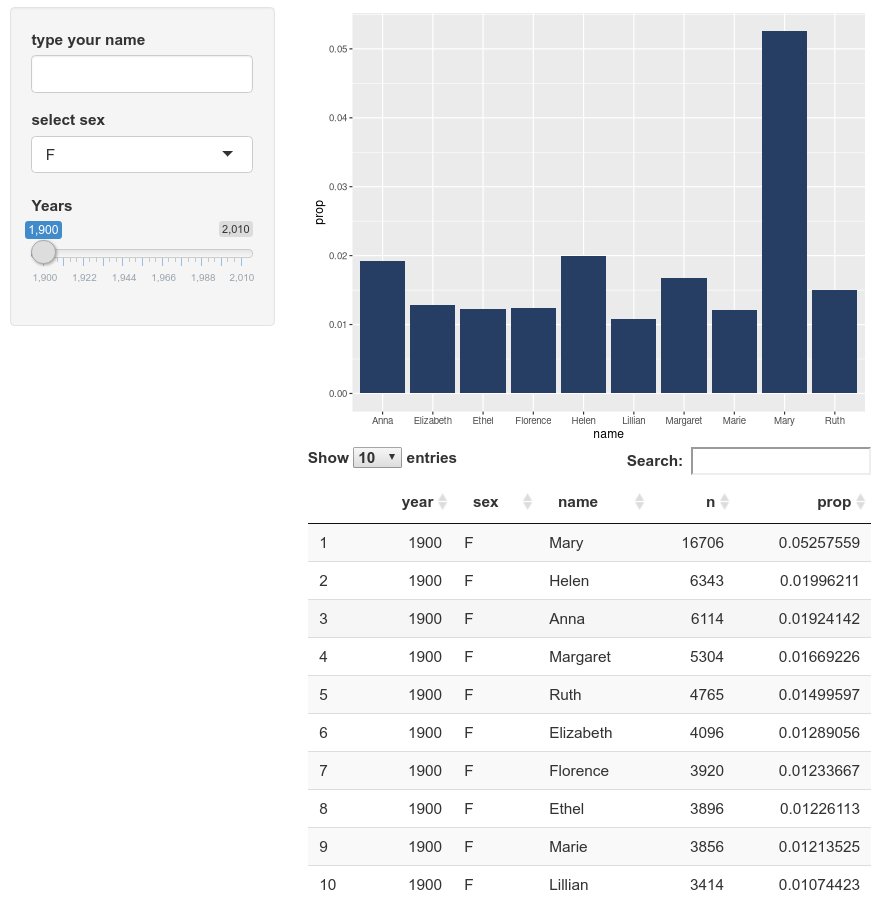 type your name
select sex
F
Years
1,900 2,010
1,900 1,922 1,944 1,966 1,988 2,010
prop
0.05
0.04
0.03
0.02
0.01
0.00
Anna Elizabeth Ethel Florence Helen Lillian Margaret Marie Mary Ruth
name
Show 10 entries Search:
year sex name n prop
1 1900 F Mary 16706 0.05257559
2 1900 F Helen 6343 0.01996211
3 1900 F Anna 6114 0.01924142
4 1900 F Margaret 5304 0.01669226
5 1900 F Ruth 4765 0.01499597
6 1900 F Elizabeth 4096 0.01289056
7 1900 F Florence 3920 0.01233667
8 1900 F Ethel 3896 0.01226113
9 1900 F Marie 3856 0.01213525
10 1900 F Lillian 3414 0.01074423